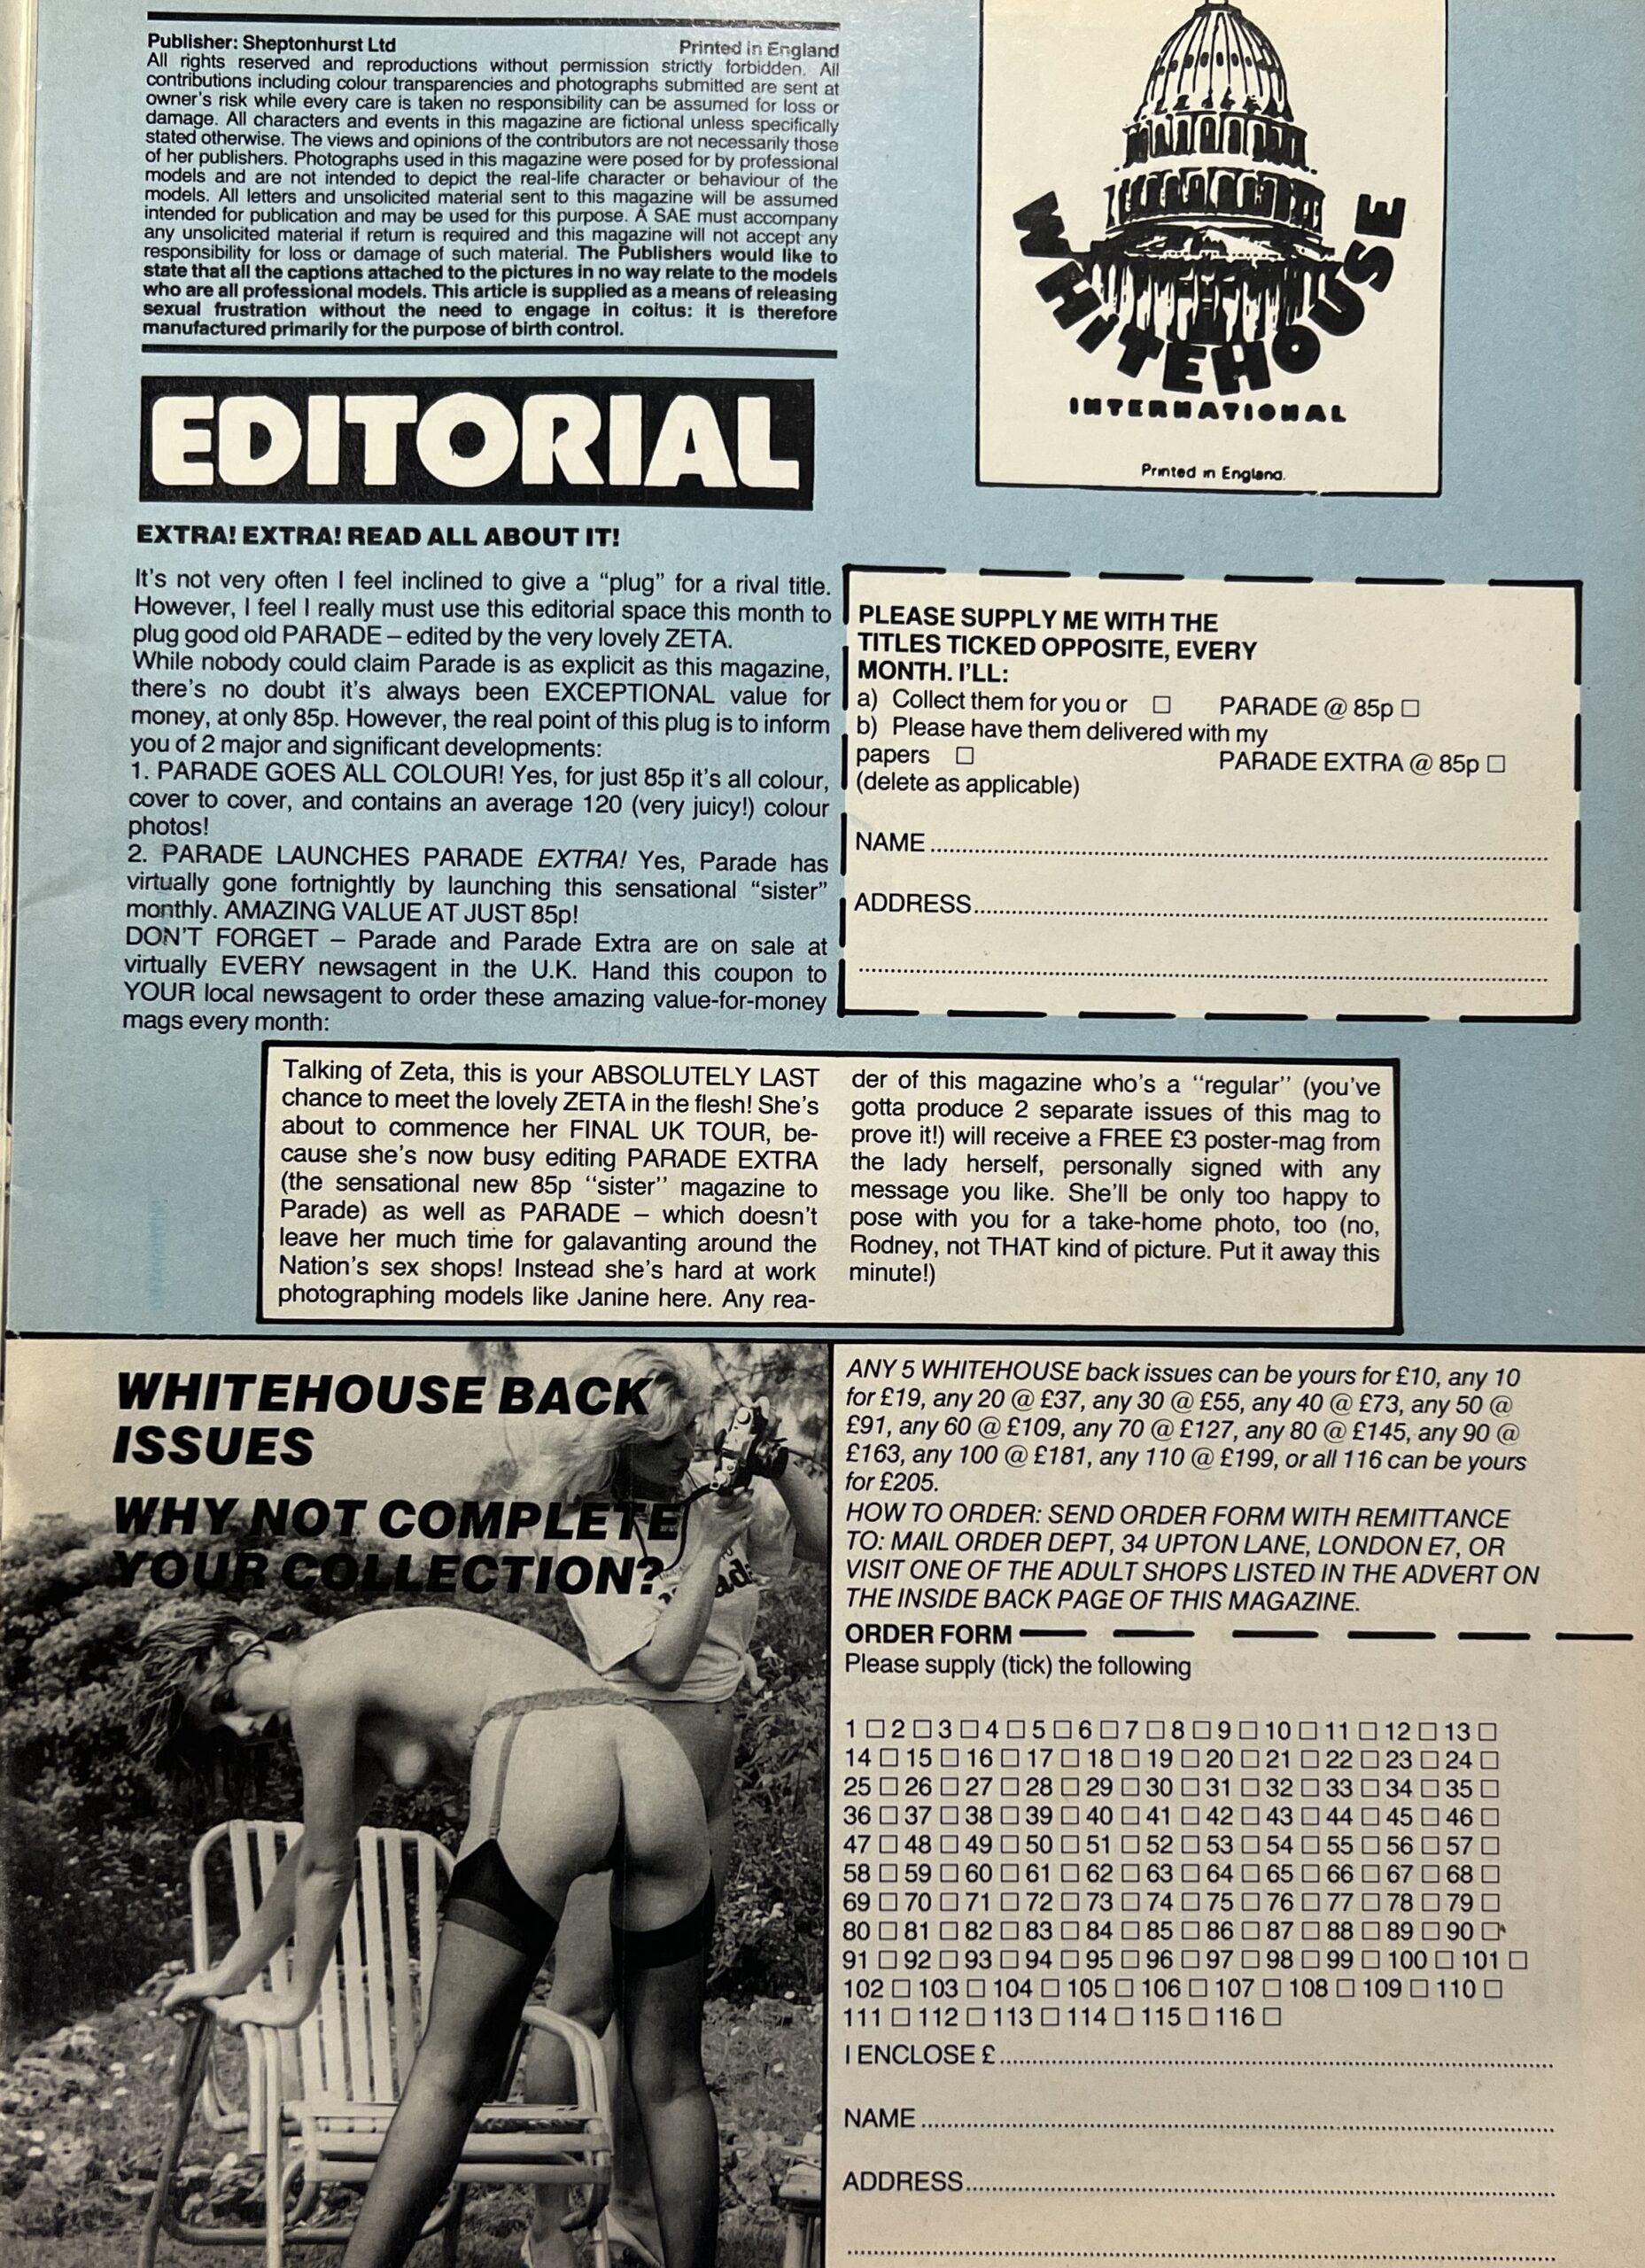 Publisher: Sheptonhurst Ltd Printed in England
All rights reserved and reproductions without permission strictly forbidden. All
contributions including colour transparencies and photographs submitted are sent at
owner's risk while every care is taken no responsibility can be assumed for loss or
damage. All characters and events in this magazine are fictional unless specifically
stated otherwise. The views and opinions of the contributors are not necessarily those
of her publishers. Photographs used in this magazine were posed for by professional
models and are not intended to depict the real-life character or behaviour of the
models. All letters and unsolicited material sent to this magazine will be assumed
intended for publication and may be used for this purpose. A SAE must accompany
any unsolicited material if return is required and this magazine will not accept any
responsibility for loss or damage of such material. The Publishers would like to
state that all the captions attached to the pictures in no way relate to the models
who are all professional models. This article is supplied as a means of releasing
sexual frustration without the need to engage in coitus: it is therefore
manufactured primarily for the purpose of birth control.
WHITEHOUSE
INTERNATIONAL
Printed in England.
EDITORIAL
EXTRA! EXTRA! READ ALL ABOUT IT!
It's not very often I feel inclined to give a “plug” for a rival title.
However, I feel I really must use this editorial space this month to
plug good old PARADE – edited by the very lovely ZETA.
While nobody could claim Parade is as explicit as this magazine,
there's no doubt it's always been EXCEPTIONAL value for
money, at only 85p. However, the real point of this plug is to inform
you of 2 major and significant developments:
1. PARADE GOES ALL COLOUR! Yes, for just 85p it's all colour,
cover to cover, and contains an average 120 (very juicy!) colour
photos!
2. PARADE LAUNCHES PARADE EXTRA! Yes, Parade has
virtually gone fortnightly by launching this sensational “sister”
monthly. AMAZING VALUE AT JUST 85p!
DON'T FORGET – Parade and Parade Extra are on sale at
virtually EVERY newsagent in the U.K. Hand this coupon to
YOUR local newsagent to order these amazing value-for-money
mags every month:
PLEASE SUPPLY ME WITH THE
TITLES TICKED OPPOSITE, EVERY
MONTH. I'LL:
a) Collect them for you or □ PARADE @ 85p □
b) Please have them delivered with my
papers □ PARADE EXTRA @ 85p □
(delete as applicable)
NAME
ADDRESS
Talking of Zeta, this is your ABSOLUTELY LAST
chance to meet the lovely ZETA in the flesh! She's
about to commence her FINAL UK TOUR, be-
cause she's now busy editing PARADE EXTRA
(the sensational new 85p “sister” magazine to
Parade) as well as PARADE – which doesn't
leave her much time for galavanting around the
Nation's sex shops! Instead she's hard at work
photographing models like Janine here. Any rea-
der of this magazine who's a “regular” (you've
gotta produce 2 separate issues of this mag to
prove it!) will receive a FREE £3 poster-mag from
the lady herself, personally signed with any
message you like. She'll be only too happy to
pose with you for a take-home photo, too (no,
Rodney, not THAT kind of picture. Put it away this
minute!)
WHITEHOUSE BACK
ISSUES
WHY NOT COMPLETE
YOUR COLLECTION?
ANY 5 WHITEHOUSE back issues can be yours for £10, any 10
for £19, any 20 @ £37, any 30 @ £55, any 40 @ £73, any 50 @
£91, any 60 @ £109, any 70 @ £127, any 80 @ £145, any 90 @
£163, any 100 @ £181, any 110 @ £199, or all 116 can be yours
for £205.
HOW TO ORDER: SEND ORDER FORM WITH REMITTANCE
TO: MAIL ORDER DEPT, 34 UPTON LANE, LONDON E7, OR
VISIT ONE OF THE ADULT SHOPS LISTED IN THE ADVERT ON
THE INSIDE BACK PAGE OF THIS MAGAZINE.
ORDER FORM
Please supply (tick) the following
1 □ 2 □ 3 □ 4 □ 5 □ 6 □ 7 □ 8 □ 9 □ 10 □ 11 □ 12 □ 13 □
14 □ 15 □ 16 □ 17 □ 18 □ 19 □ 20 □ 21 □ 22 □ 23 □ 24 □
25 □ 26 □ 27 □ 28 □ 29 □ 30 □ 31 □ 32 □ 33 □ 34 □ 35 □
36 □ 37 □ 38 □ 39 □ 40 □ 41 □ 42 □ 43 □ 44 □ 45 □ 46 □
47 □ 48 □ 49 □ 50 □ 51 □ 52 □ 53 □ 54 □ 55 □ 56 □ 57 □
58 □ 59 □ 60 □ 61 □ 62 □ 63 □ 64 □ 65 □ 66 □ 67 □ 68 □
69 □ 70 □ 71 □ 72 □ 73 □ 74 □ 75 □ 76 □ 77 □ 78 □ 79 □
80 □ 81 □ 82 □ 83 □ 84 □ 85 □ 86 □ 87 □ 88 □ 89 □ 90 □
91 □ 92 □ 93 □ 94 □ 95 □ 96 □ 97 □ 98 □ 99 □ 100 □ 101 □
102 □ 103 □ 104 □ 105 □ 106 □ 107 □ 108 □ 109 □ 110 □
111 □ 112 □ 113 □ 114 □ 115 □ 116 □
I ENCLOSE £
NAME
ADDRESS